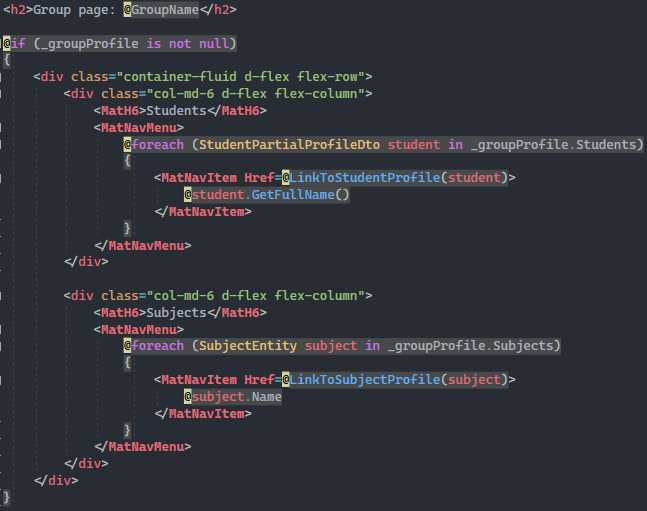 <h2>Group page: @GroupName</h2>
@if (_groupProfile is not null)
{
    <div class="container-fluid d-flex flex-row">
        <div class="col-md-6 d-flex flex-column">
            <MatH6>Students</MatH6>
            <MatNavMenu>
                @foreach (StudentPartialProfileDto student in _groupProfile.Students)
                {
                    <MatNavItem Href=@LinkToStudentProfile(student)>
                        @student.GetFullName()
                    </MatNavItem>
                }
            </MatNavMenu>
        </div>
        <div class="col-md-6 d-flex flex-column">
            <MatH6>Subjects</MatH6>
            <MatNavMenu>
                @foreach (SubjectEntity subject in _groupProfile.Subjects)
                {
                    <MatNavItem Href=@LinkToSubjectProfile(subject)>
                        @subject.Name
                    </MatNavItem>
                }
            </MatNavMenu>
        </div>
    </div>
}